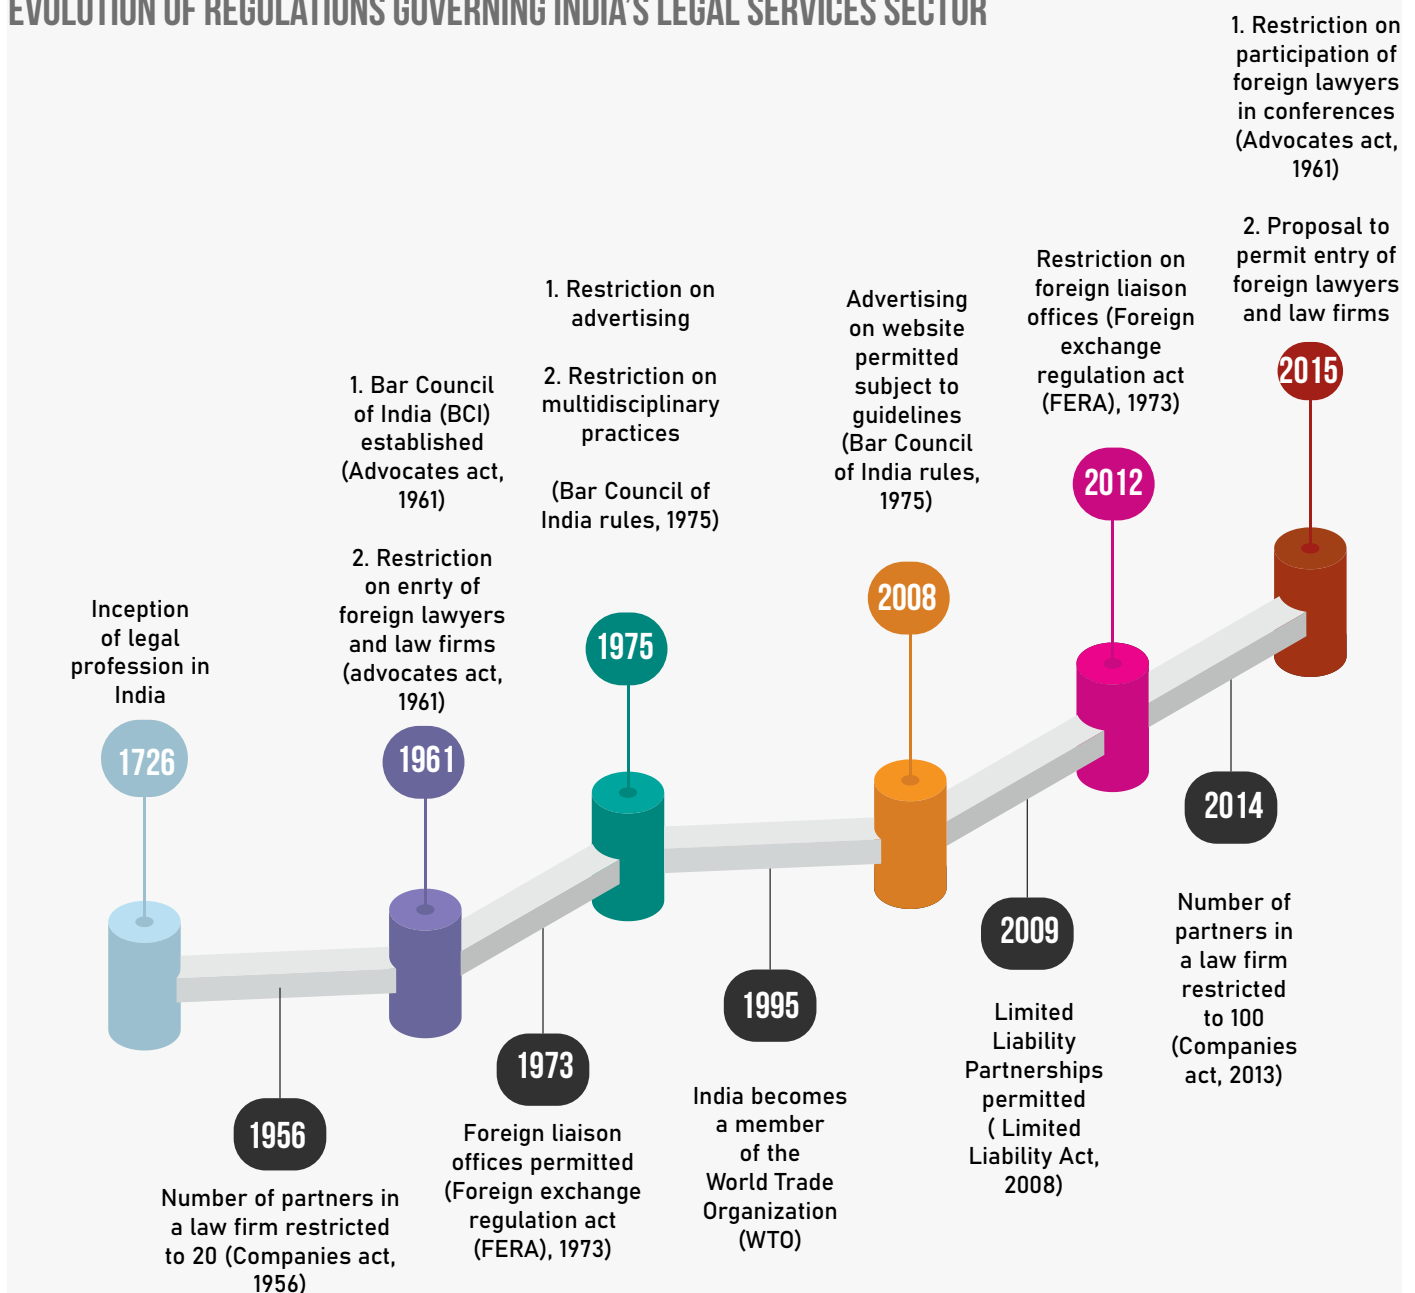 EVOLUTION OF REGULATIONS GOVERNING INDIA'S LEGAL SERVICES SECTOR
Inception
of legal
profession in
India
1726
1956
Number of partners in
a law firm restricted
to 20 (Companies act,
1956)
1. Bar Council
of India (BCI)
established
(Advocates act,
1961)
2. Restriction
on enrty of
foreign lawyers
and law firms
(advocates act,
1961)
1961
1973
Foreign liaison
offices permitted
(Foreign exchange
regulation act
(FERA), 1973)
1. Restriction on
advertising
2. Restriction on
multidisciplinary
practices
(Bar Council of
India rules, 1975)
1975
1995
India becomes
a member
of the
World Trade
Organization
(WTO)
Advertising
on website
permitted
subject to
guidelines
(Bar Council
of India rules,
1975)
2008
2009
Limited
Liability
Partnerships
permitted
( Limited
Liability Act,
2008)
Restriction on
foreign liaison
offices (Foreign
exchange
regulation act
(FERA), 1973)
2012
2014
Number of
partners in
a law firm
restricted
to 100
(Companies
act, 2013)
1. Restriction on
participation of
foreign lawyers
in conferences
(Advocates act,
1961)
2. Proposal to
permit entry of
foreign lawyers
and law firms
2015